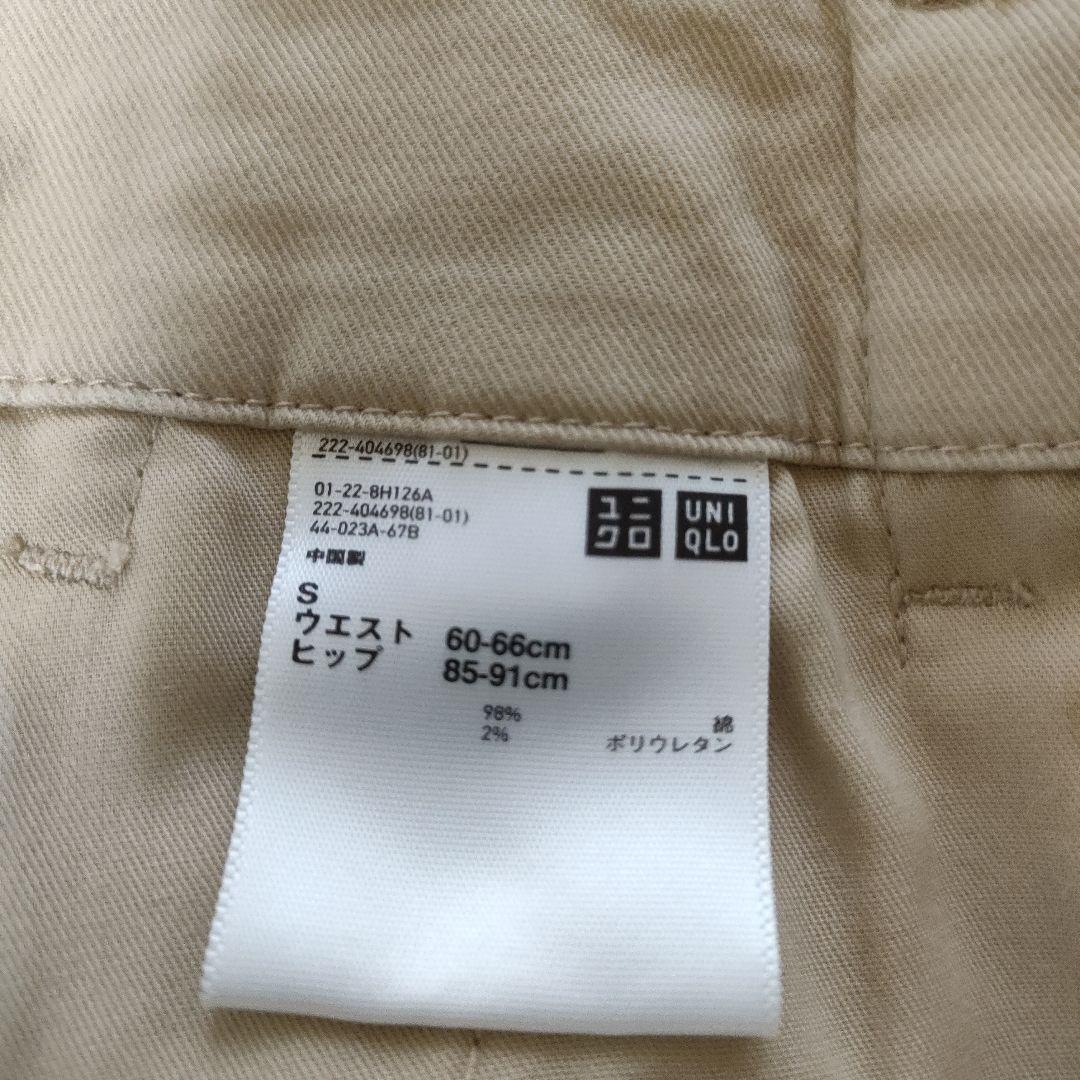 222-404698(81-01)
01-22-8H126A
222-404698(81-01)
44-023A-67B
中国製
ユニ
クロ
UNI
QLO
S
ウエスト 60-66cm
ヒップ 85-91cm
98% 綿
2% ポリウレタン